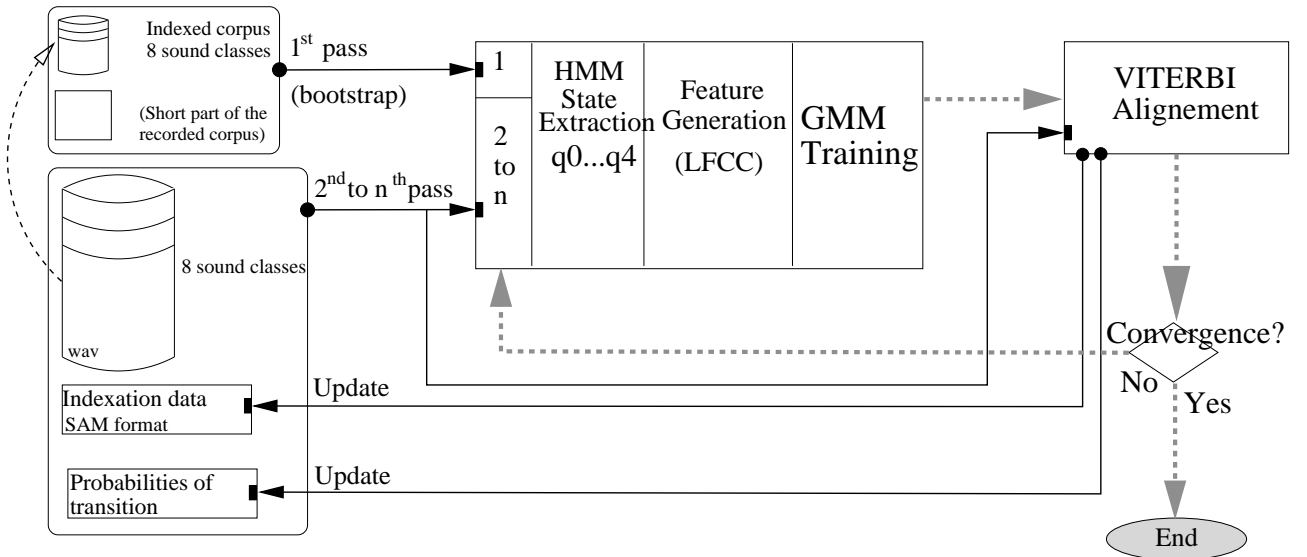 Indexed corpus
8 sound classes
(Short part of the
recorded corpus)
1st pass
(bootstrap)
8 sound classes
wav
Indexation data
SAM format
Probabilities of
transition
2nd to nth pass
1
2
to
n
HMM
State
Extraction
q0...q4
Feature
Generation
(LFCC)
GMM
Training
VITERBI
Alignement
Convergence?
No
Yes
Update
Update
End